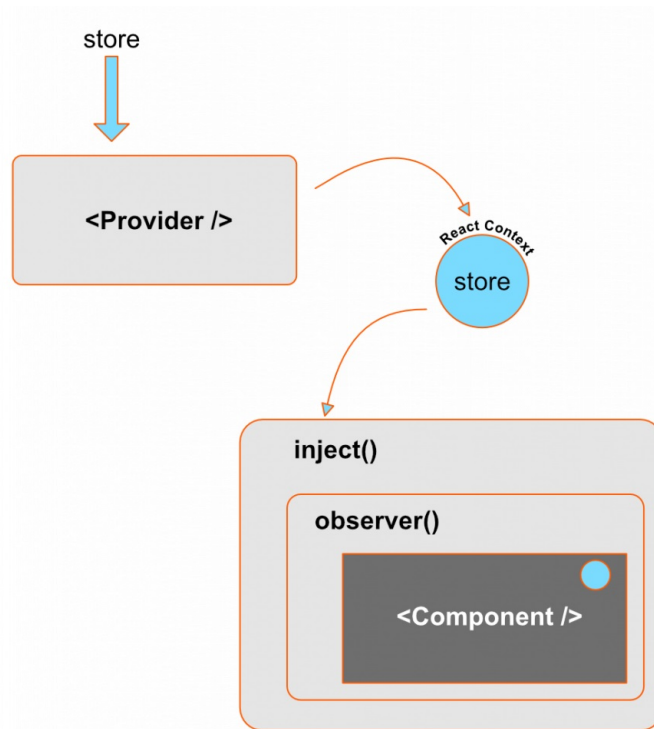 store
<Provider />
React Context
store
inject()
observer()
<Component />